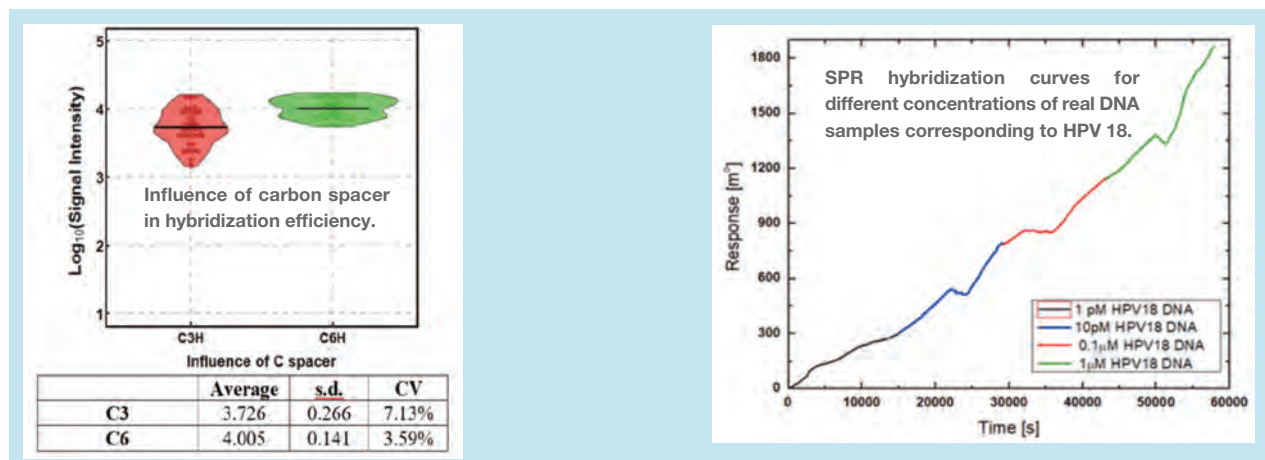 5
4
3
2
1
Log10(Signal Intensity)
Influence of carbon spacer
in hybridization efficiency.
C3H
C6H
Influence of C spacer
Average s.d. CV
C3 3.726 0.266 7.13%
C6 4.005 0.141 3.59%
1800
1500
1200
900
600
300
0
Response [m°]
SPR hybridization curves for
different concentrations of real DNA
samples corresponding to HPV 18.
1 pM HPV18 DNA
10pM HPV18 DNA
0.1µM HPV18 DNA
1µM HPV18 DNA
0 10000 20000 30000 40000 50000 60000
Time [s]